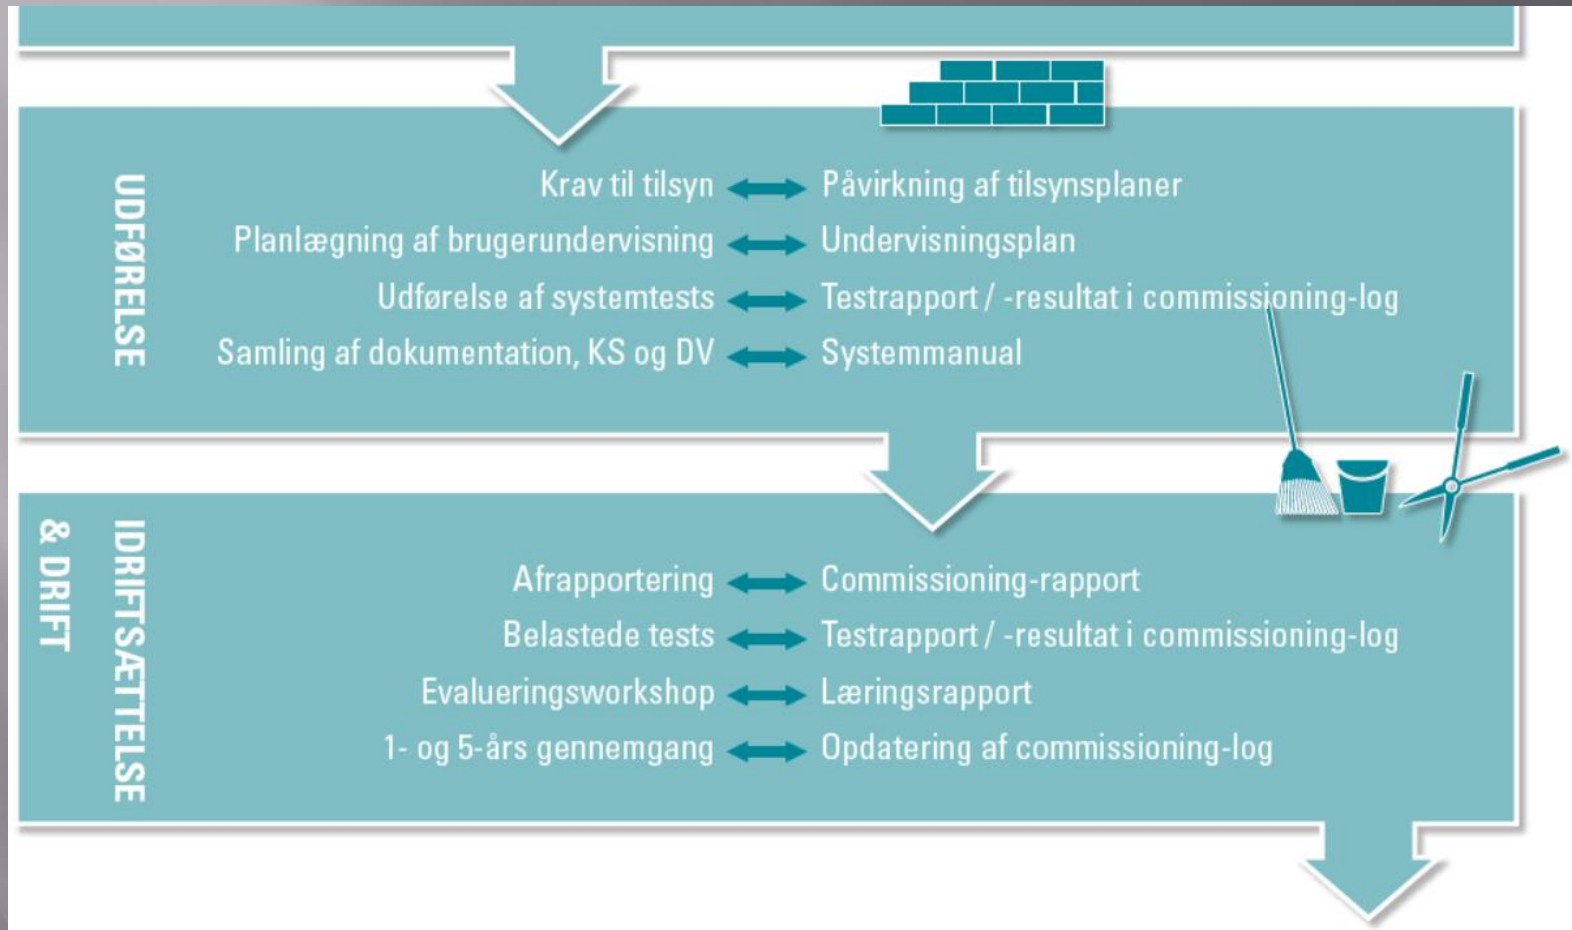 UDFØRELSE
Krav til tilsyn Påvirkning af tilsynsplaner
Planlægning af brugerundervisning Undervisningsplan
Udførelse af systemtests Testrapport / -resultat i commissioning-log
Samling af dokumentation, KS og DV Systemmanual
IDRIFTSÆTTELSE
& DRIFT
Afrapportering Commissioning-rapport
Belastede tests Testrapport / -resultat i commissioning-log
Evalueringsworkshop Læringsrapport
1- og 5-års gennemgang Opdatering af commissioning-log